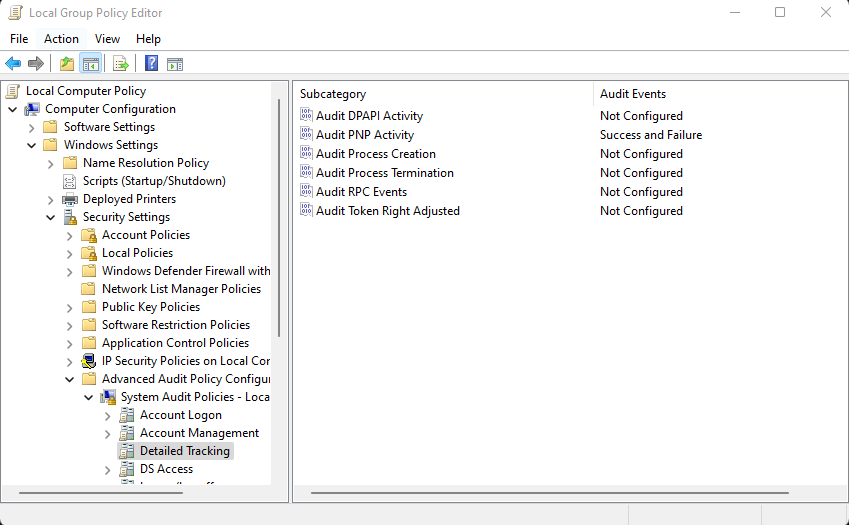 Local Group Policy Editor
File Action View Help
Local Computer Policy
Computer Configuration
Software Settings
Windows Settings
Name Resolution Policy
Scripts (Startup/Shutdown)
Deployed Printers
Security Settings
Account Policies
Local Policies
Windows Defender Firewall with
Network List Manager Policies
Public Key Policies
Software Restriction Policies
Application Control Policies
IP Security Policies on Local Cor
Advanced Audit Policy Configur
System Audit Policies - Loca
Account Logon
Account Management
Detailed Tracking
DS Access
Subcategory Audit Events
Audit DPAPI Activity Not Configured
Audit PNP Activity Success and Failure
Audit Process Creation Not Configured
Audit Process Termination Not Configured
Audit RPC Events Not Configured
Audit Token Right Adjusted Not Configured